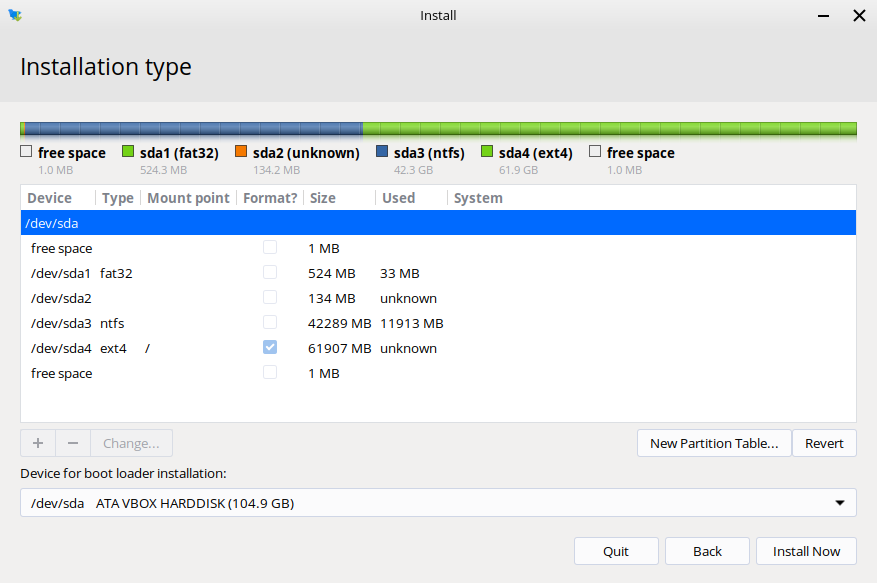 Install
Installation type
free space sda1 (fat32) sda2 (unknown) sda3 (ntfs) sda4 (ext4) free space
1.0 MB 524.3 MB 134.2 MB 42.3 GB 61.9 GB 1.0 MB
Device Type Mount point Format? Size Used System
/dev/sda
free space 1 MB
/dev/sda1 fat32 524 MB 33 MB
/dev/sda2 134 MB unknown
/dev/sda3 ntfs 42289 MB 11913 MB
/dev/sda4 ext4 / 61907 MB unknown
free space 1 MB
+ − Change... New Partition Table... Revert
Device for boot loader installation:
/dev/sda ATA VBOX HARDDISK (104.9 GB)
Quit Back Install Now